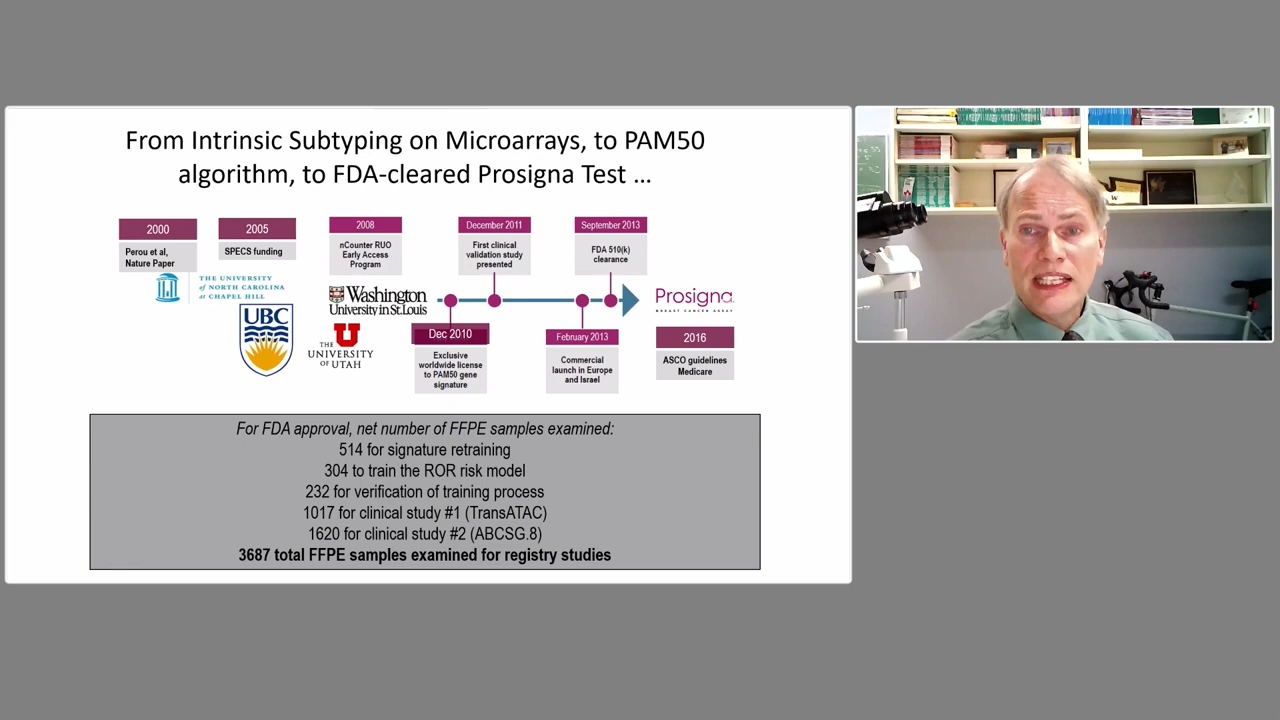 From Intrinsic Subtyping on Microarrays, to PAM50
algorithm, to FDA-cleared Prosigna Test ...
2000
Perou et al,
Nature Paper
2005
SPECS funding
2008
nCounter RUO
Early Access
Program
December 2011
First clinical
validation study
presented
September 2013
FDA 510(k)
clearance
THE UNIVERSITY
of NORTH CAROLINA
at CHAPEL HILL
UBC
Washington
University in St. Louis
THE
UNIVERSITY
OF UTAH
U
Dec 2010
Exclusive
worldwide license
to PAM50 gene
signature
February 2013
Commercial
launch in Europe
and Israel
Prosigna
BREAST CANCER ASSAY
2016
ASCO guidelines
Medicare
For FDA approval, net number of FFPE samples examined:
514 for signature retraining
304 to train the ROR risk model
232 for verification of training process
1017 for clinical study #1 (TransATAC)
1620 for clinical study #2 (ABCSG.8)
3687 total FFPE samples examined for registry studies